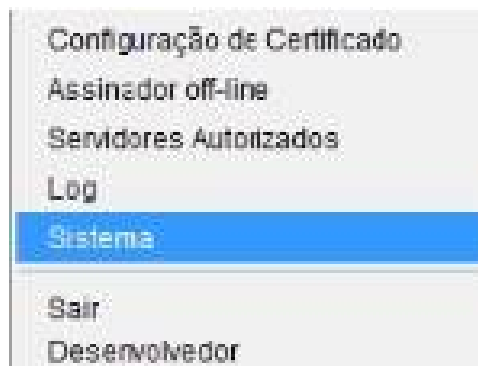 Configuração de Certificado
Assinador off-line
Servidores Autorizados
Log
Sistema
Sair
Desenvolvedor